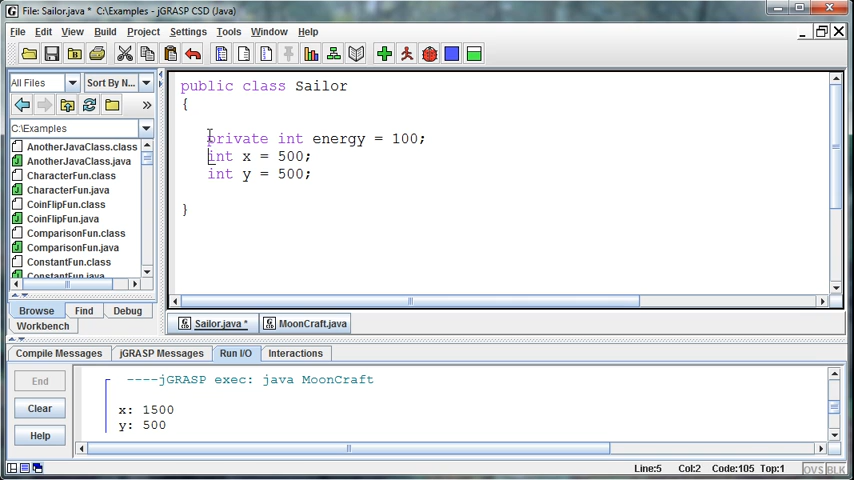 File: Sailor.java * C:\Examples - jGRASP CSD (Java)
File Edit View Build Project Settings Tools Window Help
All Files Sort By N...
C:\Examples
AnotherJavaClass.class
AnotherJavaClass.java
CharacterFun.class
CharacterFun.java
CoinFlipFun.class
CoinFlipFun.java
ComparisonFun.class
ComparisonFun.java
ConstantFun.class
ConstantFun.java
Browse Find Debug
Workbench
public class Sailor
{
private int energy = 100;
int x = 500;
int y = 500;
}
Sailor.java * MoonCraft.java
Compile Messages jGRASP Messages Run I/O Interactions
End
Clear
Help
----jGRASP exec: java MoonCraft
x: 1500
y: 500
Line:5 Col:2 Code:105 Top:1 OVS BLK